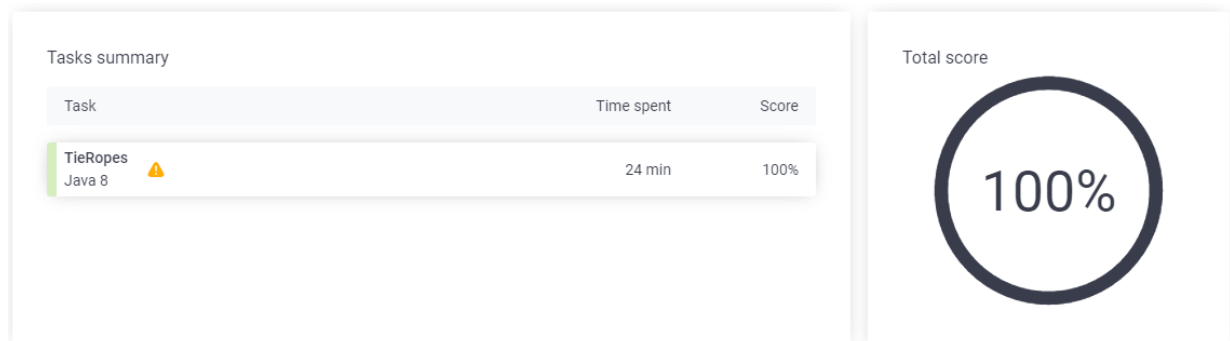 Tasks summary
Task Time spent Score
TieRopes
Java 8
24 min 100%
Total score
100%